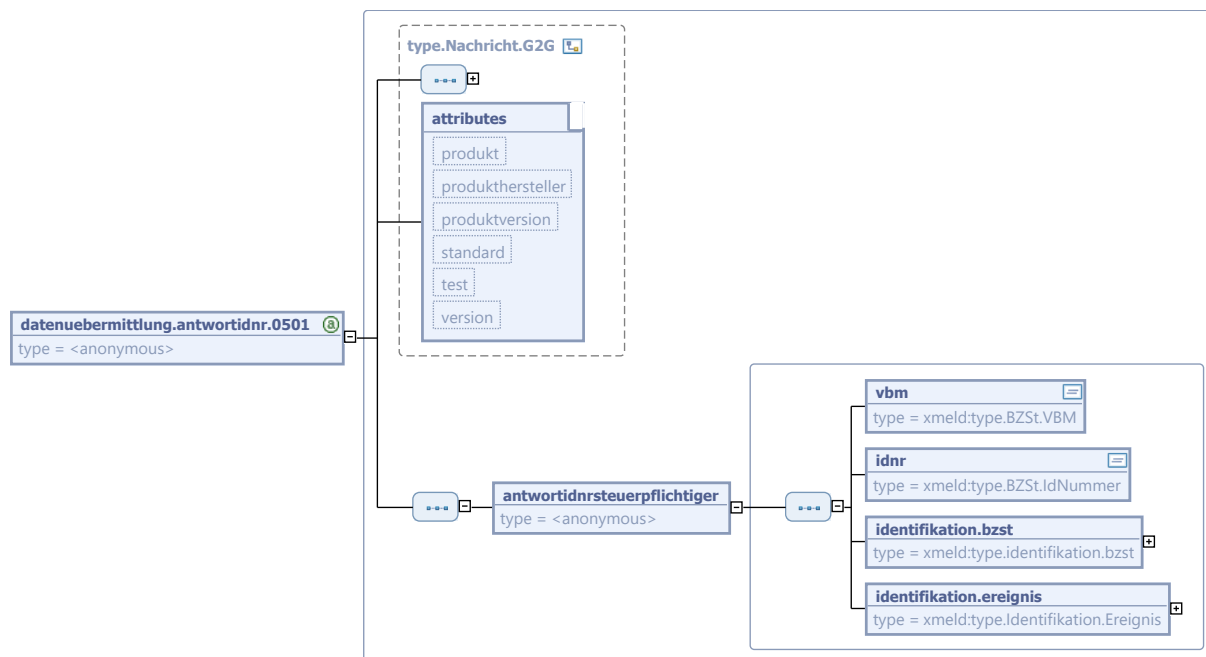 type.Nachricht.G2G
attributes
produkt
produkthersteller
produktversion
standard
test
version
datenuebermittlung.antwortidnr.0501 a
type = <anonymous>
antwortidnrsteuerpflichtiger
type = <anonymous>
vbm
type = xmeld:type.BZSt.VBM
idnr
type = xmeld:type.BZSt.IdNummer
identifikation.bzst
type = xmeld:type.identifikation.bzst
identifikation.ereignis
type = xmeld:type.Identifikation.Ereignis